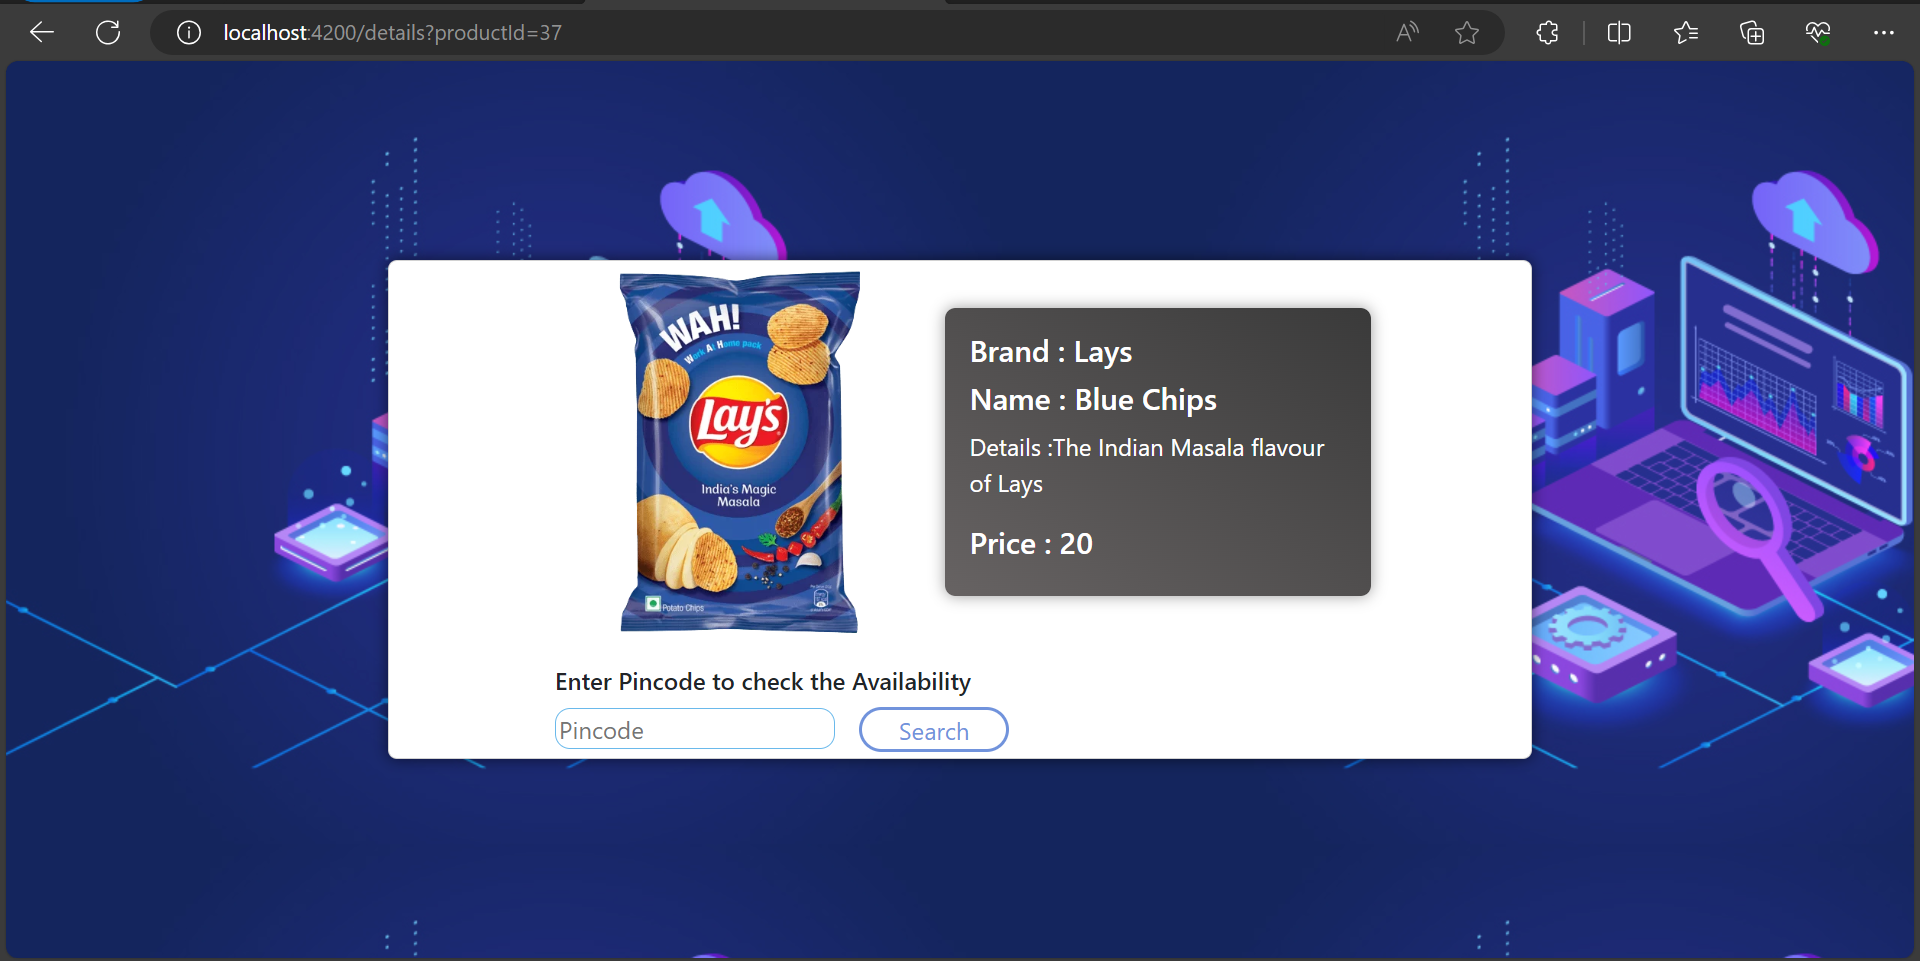 localhost:4200/details?productId=37
WAH!
Work At Home pack
Lay's
India's Magic
Masala
Potato Chips
Brand : Lays
Name : Blue Chips
Details :The Indian Masala flavour
of Lays
Price : 20
Enter Pincode to check the Availability
Pincode
Search